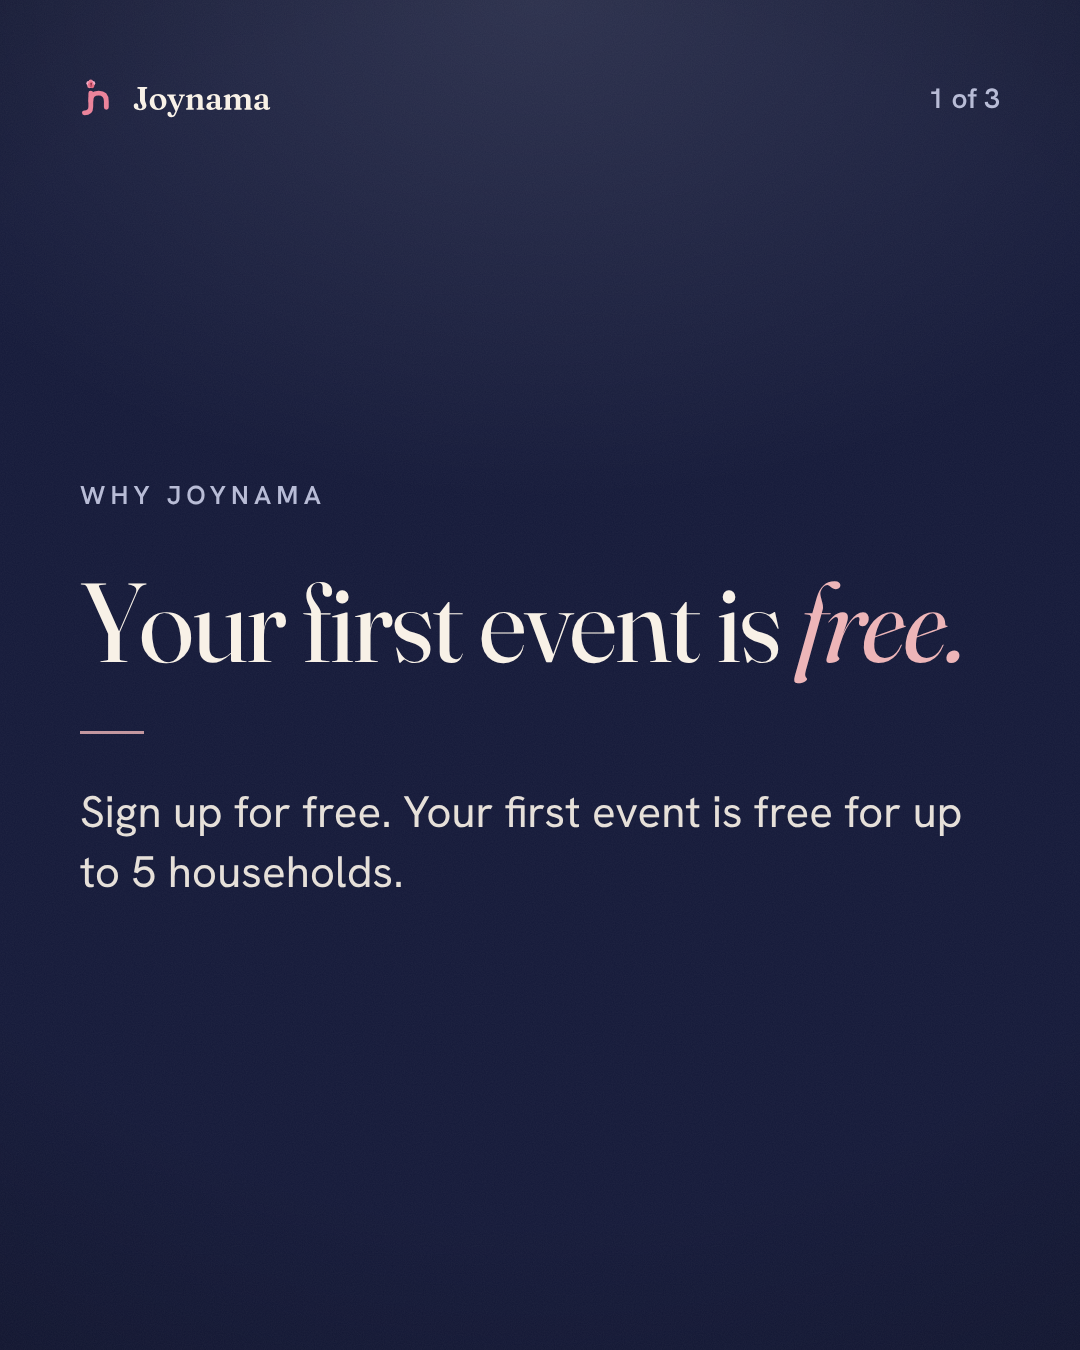 Joynama
1 of 3
WHY JOYNAMA
Your first event is free.
Sign up for free. Your first event is free for up
to 5 households.